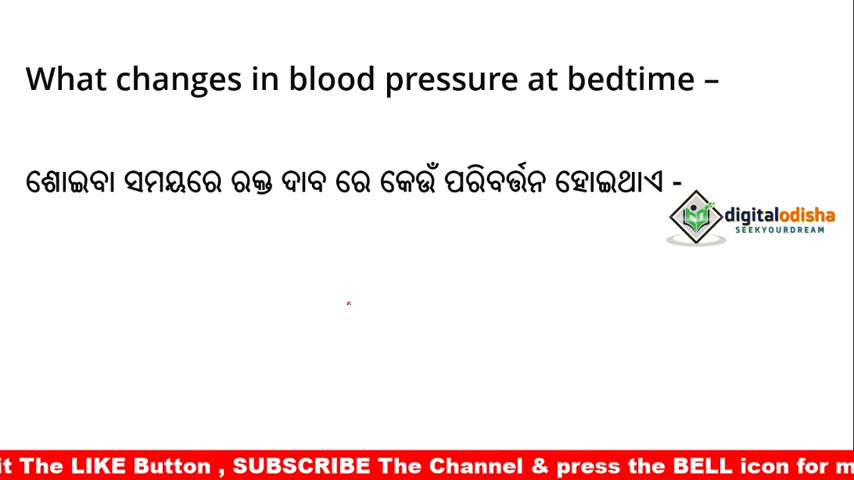 What changes in blood pressure at bedtime –
ଶୋଇବା ସମୟରେ ରକ୍ତ ଦାବ ରେ କେଉଁ ପରିବର୍ତ୍ତନ ହୋଇଥାଏ -
digitalodisha
SEEKYOURDREAM
it The LIKE Button , SUBSCRIBE The Channel & press the BELL icon for m